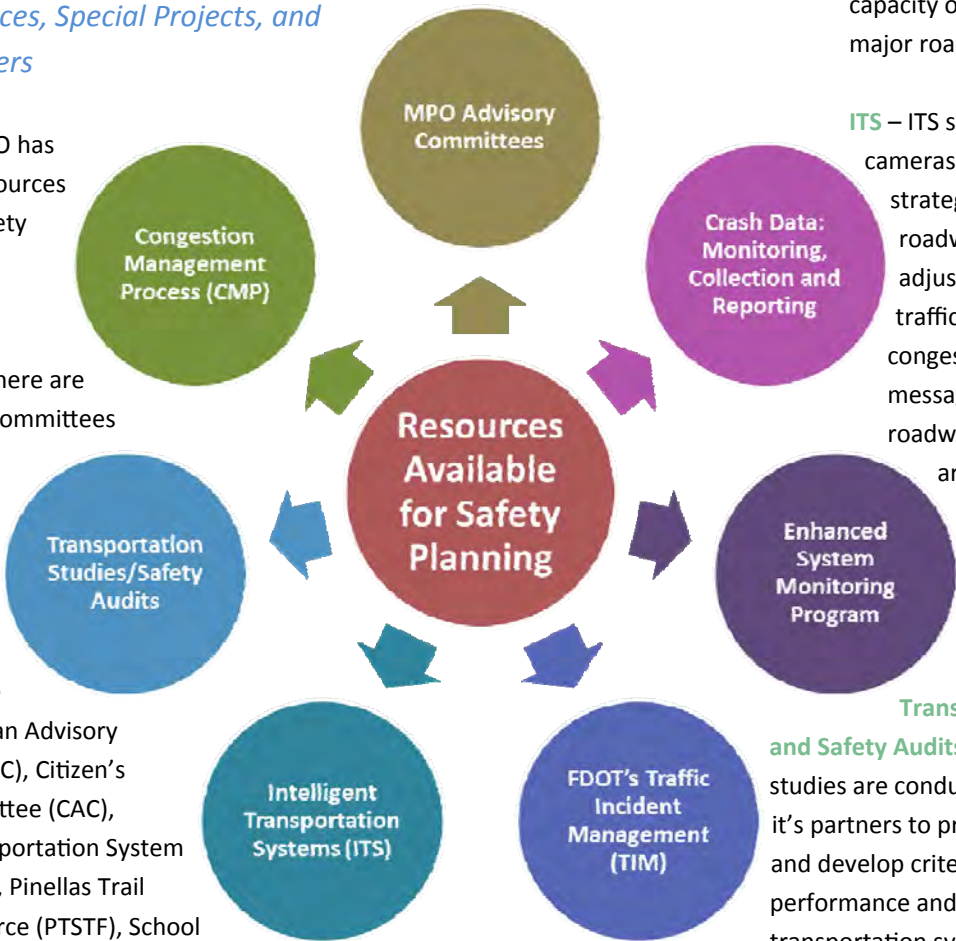 ces, Special Projects, and
ers
O has
ources
ety
here are
ommittees
an Advisory
C), Citizen's
ttee (CAC),
sportation System
, Pinellas Trail
rce (PTSTF), School
MPO Advisory
Committees
Congestion
Management
Process (CMP)
Crash Data:
Monitoring,
Collection and
Reporting
Resources
Available
for Safety
Planning
Transportation
Studies/Safety
Audits
Enhanced
System
Monitoring
Program
Intelligent
Transportation
Systems (ITS)
FDOT's Traffic
Incident
Management
(TIM)
capacity o
major roa
ITS – ITS s
cameras
strateg
roadw
adjus
traffic
conges
messa
roadw
ar
Trans
and Safety Audits
studies are condu
it's partners to pr
and develop crite
performance and
transportation sy